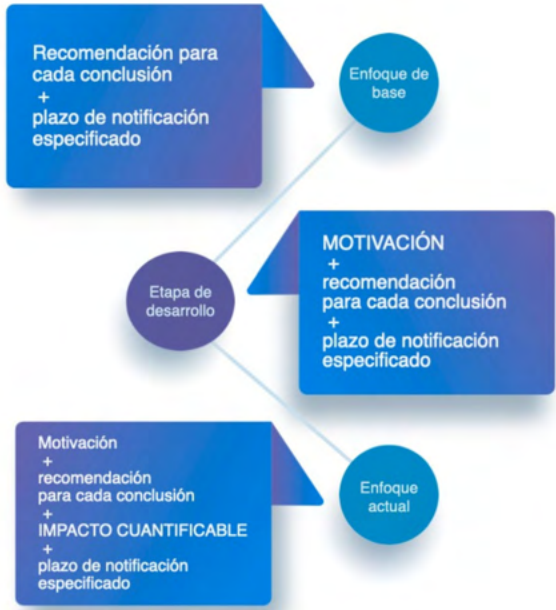 Recomendación para
cada conclusión
+
plazo de notificación
especificado
Enfoque de
base
MOTIVACIÓN
+
recomendación
para cada conclusión
+
plazo de notificación
especificado
Etapa de
desarrollo
Motivación
+
recomendación
para cada conclusión
+
IMPACTO CUANTIFICABLE
+
plazo de notificación
especificado
Enfoque
actual